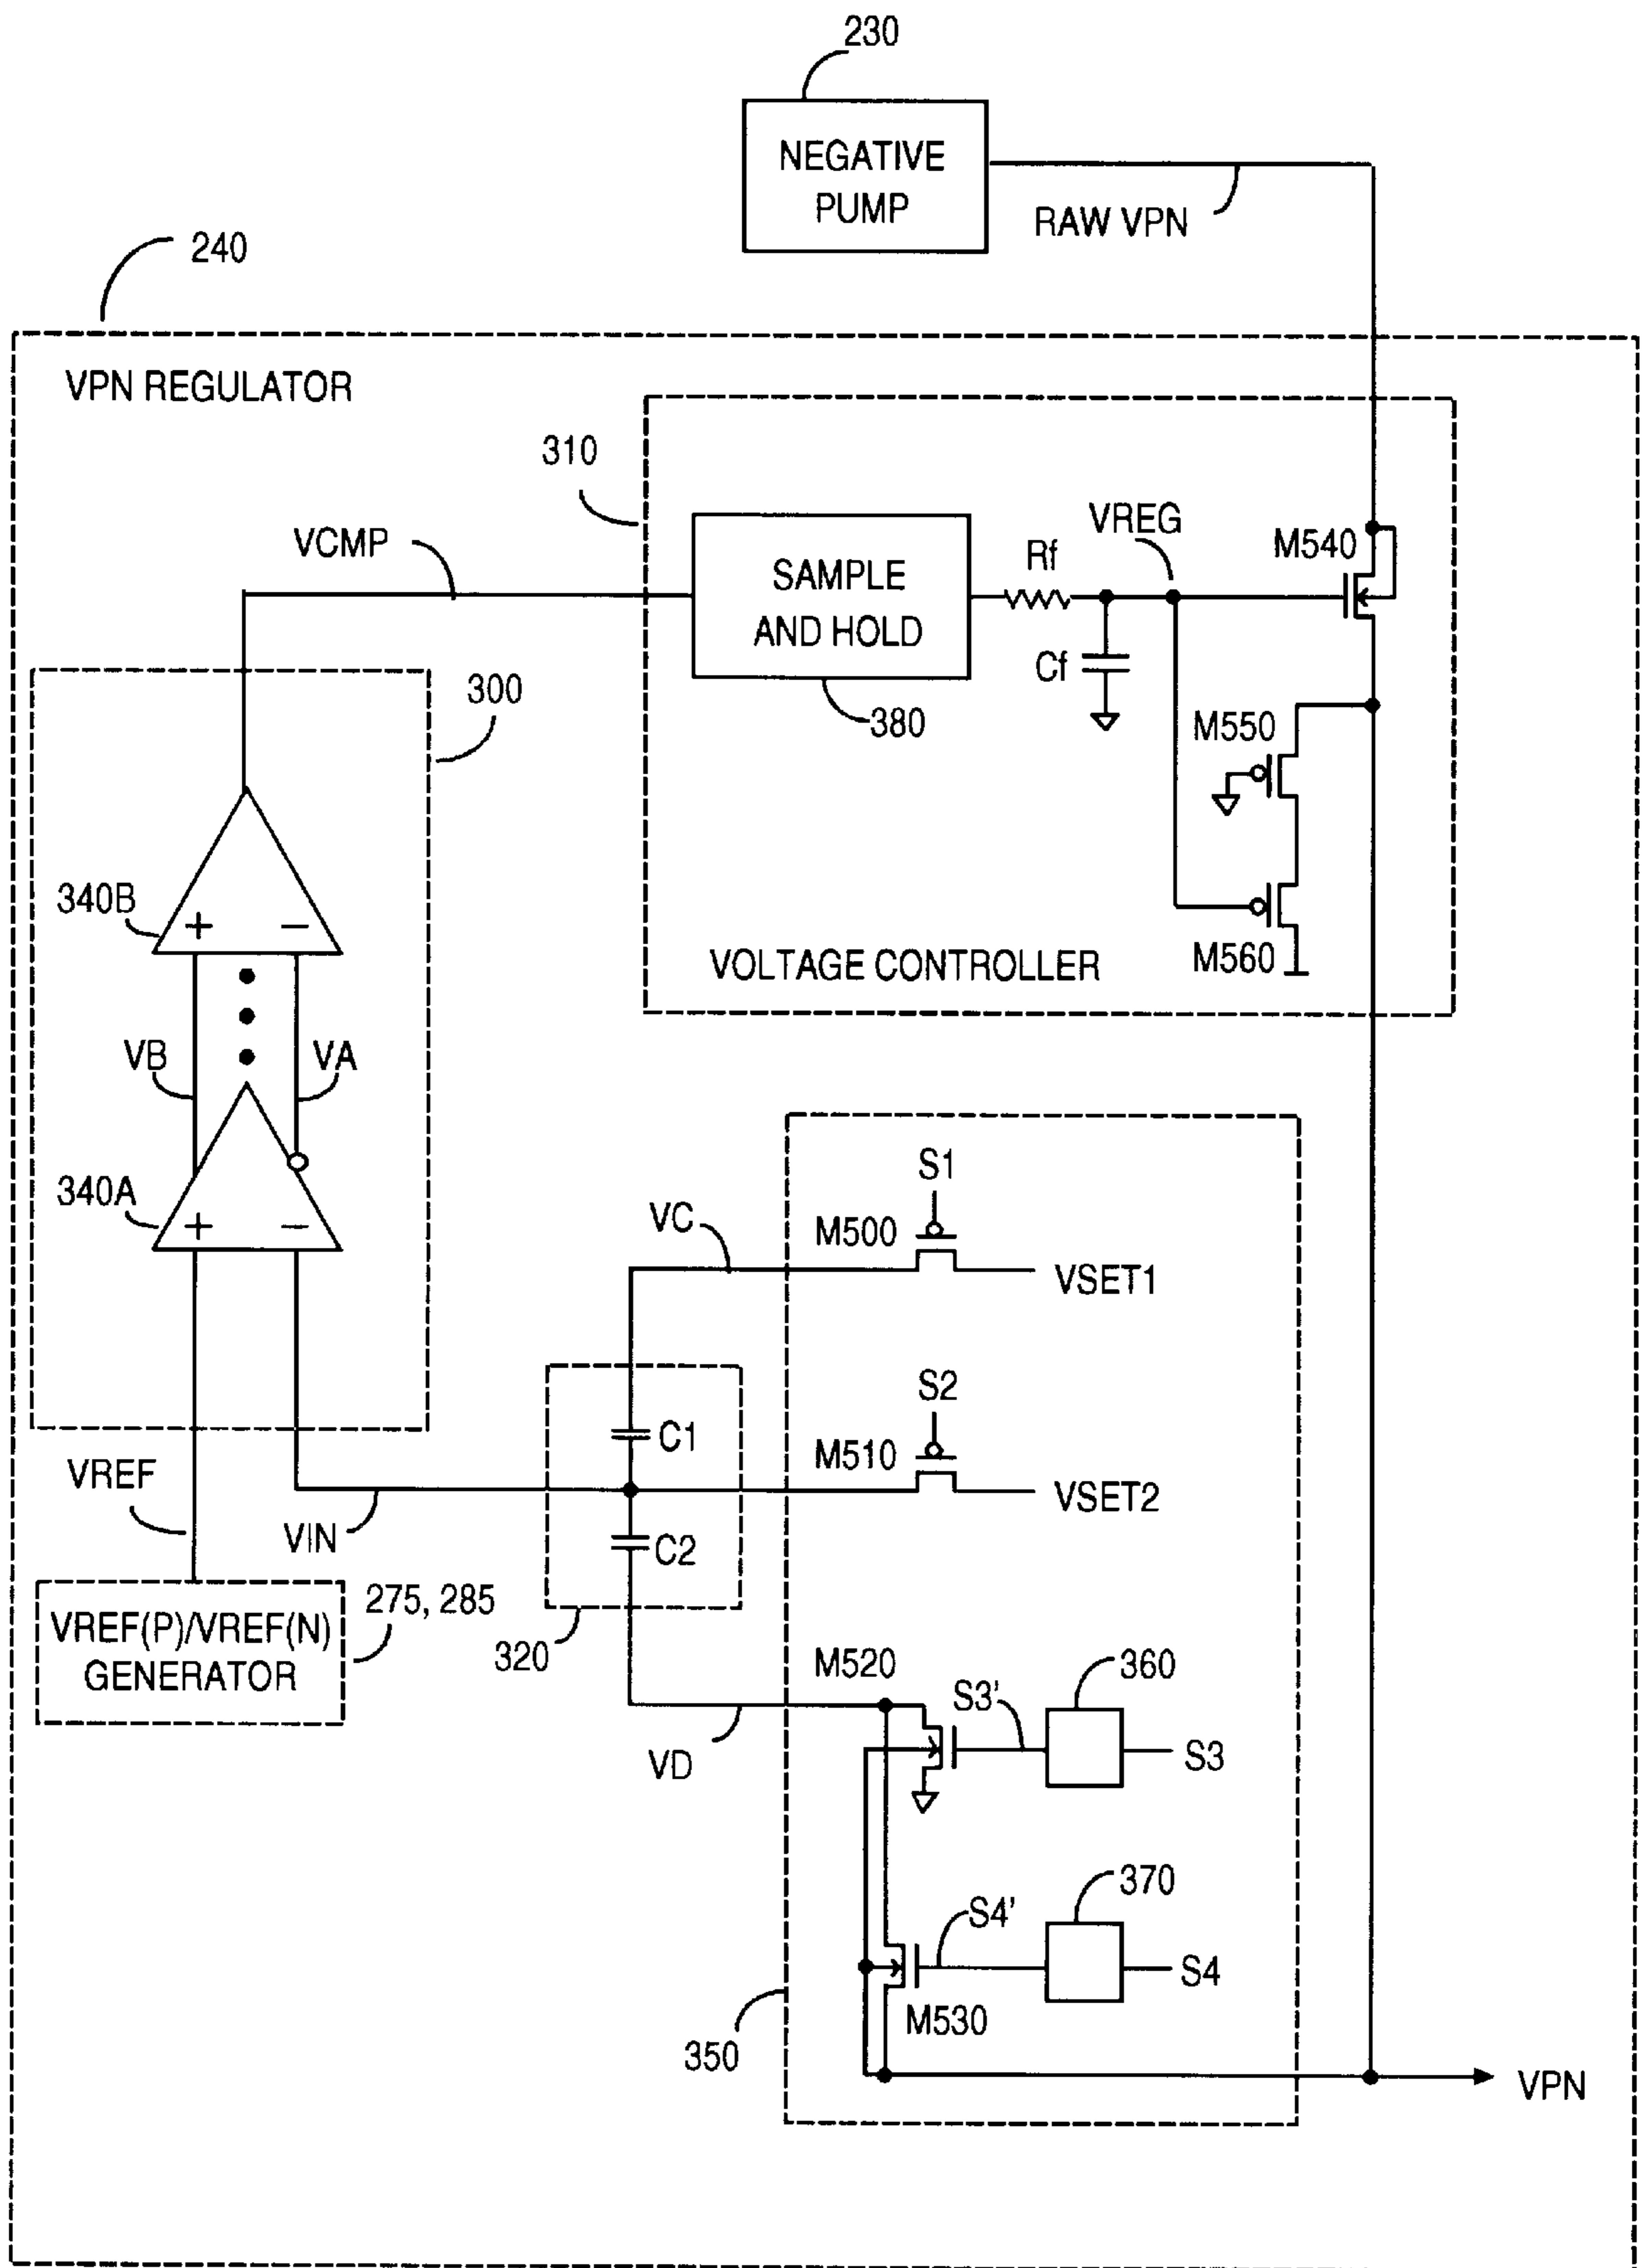 230
NEGATIVE
PUMP
RAW VPN
240
VPN REGULATOR
310
VCMP
SAMPLE
AND HOLD
380
Rf
VREG
M540
Cf
M550
M560
VOLTAGE CONTROLLER
300
340B
+ −
VB
VA
340A
+ −
S1
VC
M500
VSET1
S2
C1
M510
VSET2
VREF
VIN
C2
VREF(P)/VREF(N)
GENERATOR
275, 285
320
M520
S3'
360
S3
VD
370
S4'
S4
M530
350
VPN